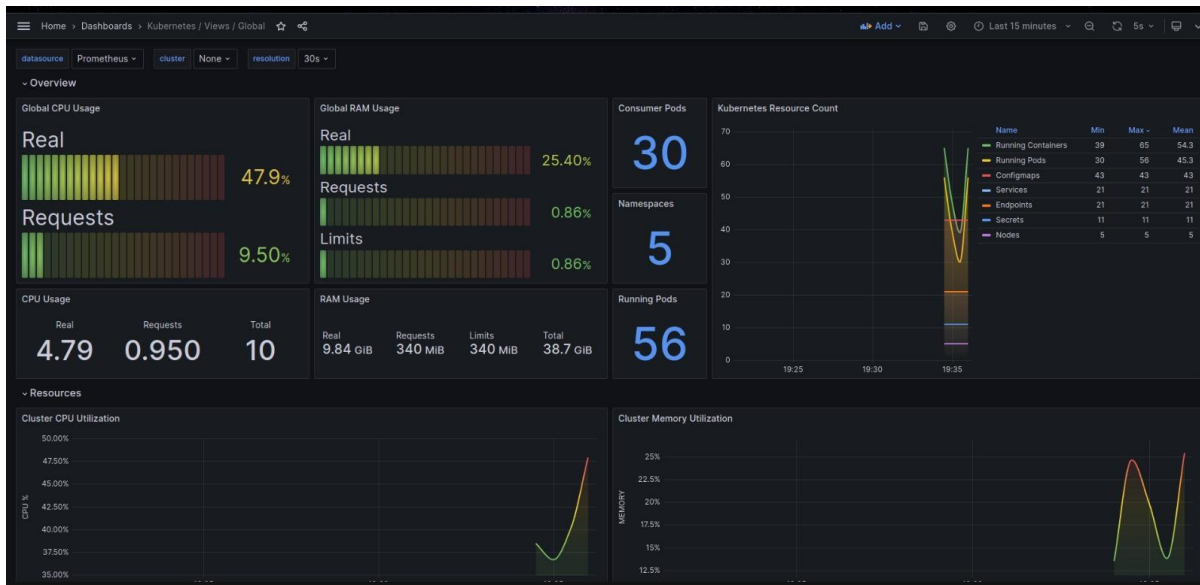 Home > Dashboards > Kubernetes / Views / Global
Add
Last 15 minutes
5s
datasource Prometheus cluster None resolution 30s
Overview
Global CPU Usage
Real
47.9%
Requests
9.50%
Global RAM Usage
Real
25.40%
Requests
0.86%
Limits
0.86%
Consumer Pods
30
Namespaces
5
Running Pods
56
Kubernetes Resource Count
70
60
50
40
30
20
10
0
19:25 19:30 19:35
Name Min Max Mean
Running Containers 39 65 54.3
Running Pods 30 56 45.3
Configmaps 43 43 43
Services 21 21 21
Endpoints 21 21 21
Secrets 11 11 11
Nodes 5 5 5
CPU Usage
Real Requests Total
4.79 0.950 10
RAM Usage
Real Requests Limits Total
9.84 GiB 340 MiB 340 MiB 38.7 GiB
Resources
Cluster CPU Utilization
CPU %
50.00%
47.50%
45.00%
42.50%
40.00%
37.50%
35.00%
Cluster Memory Utilization
MEMORY
25%
22.5%
20%
17.5%
15%
12.5%